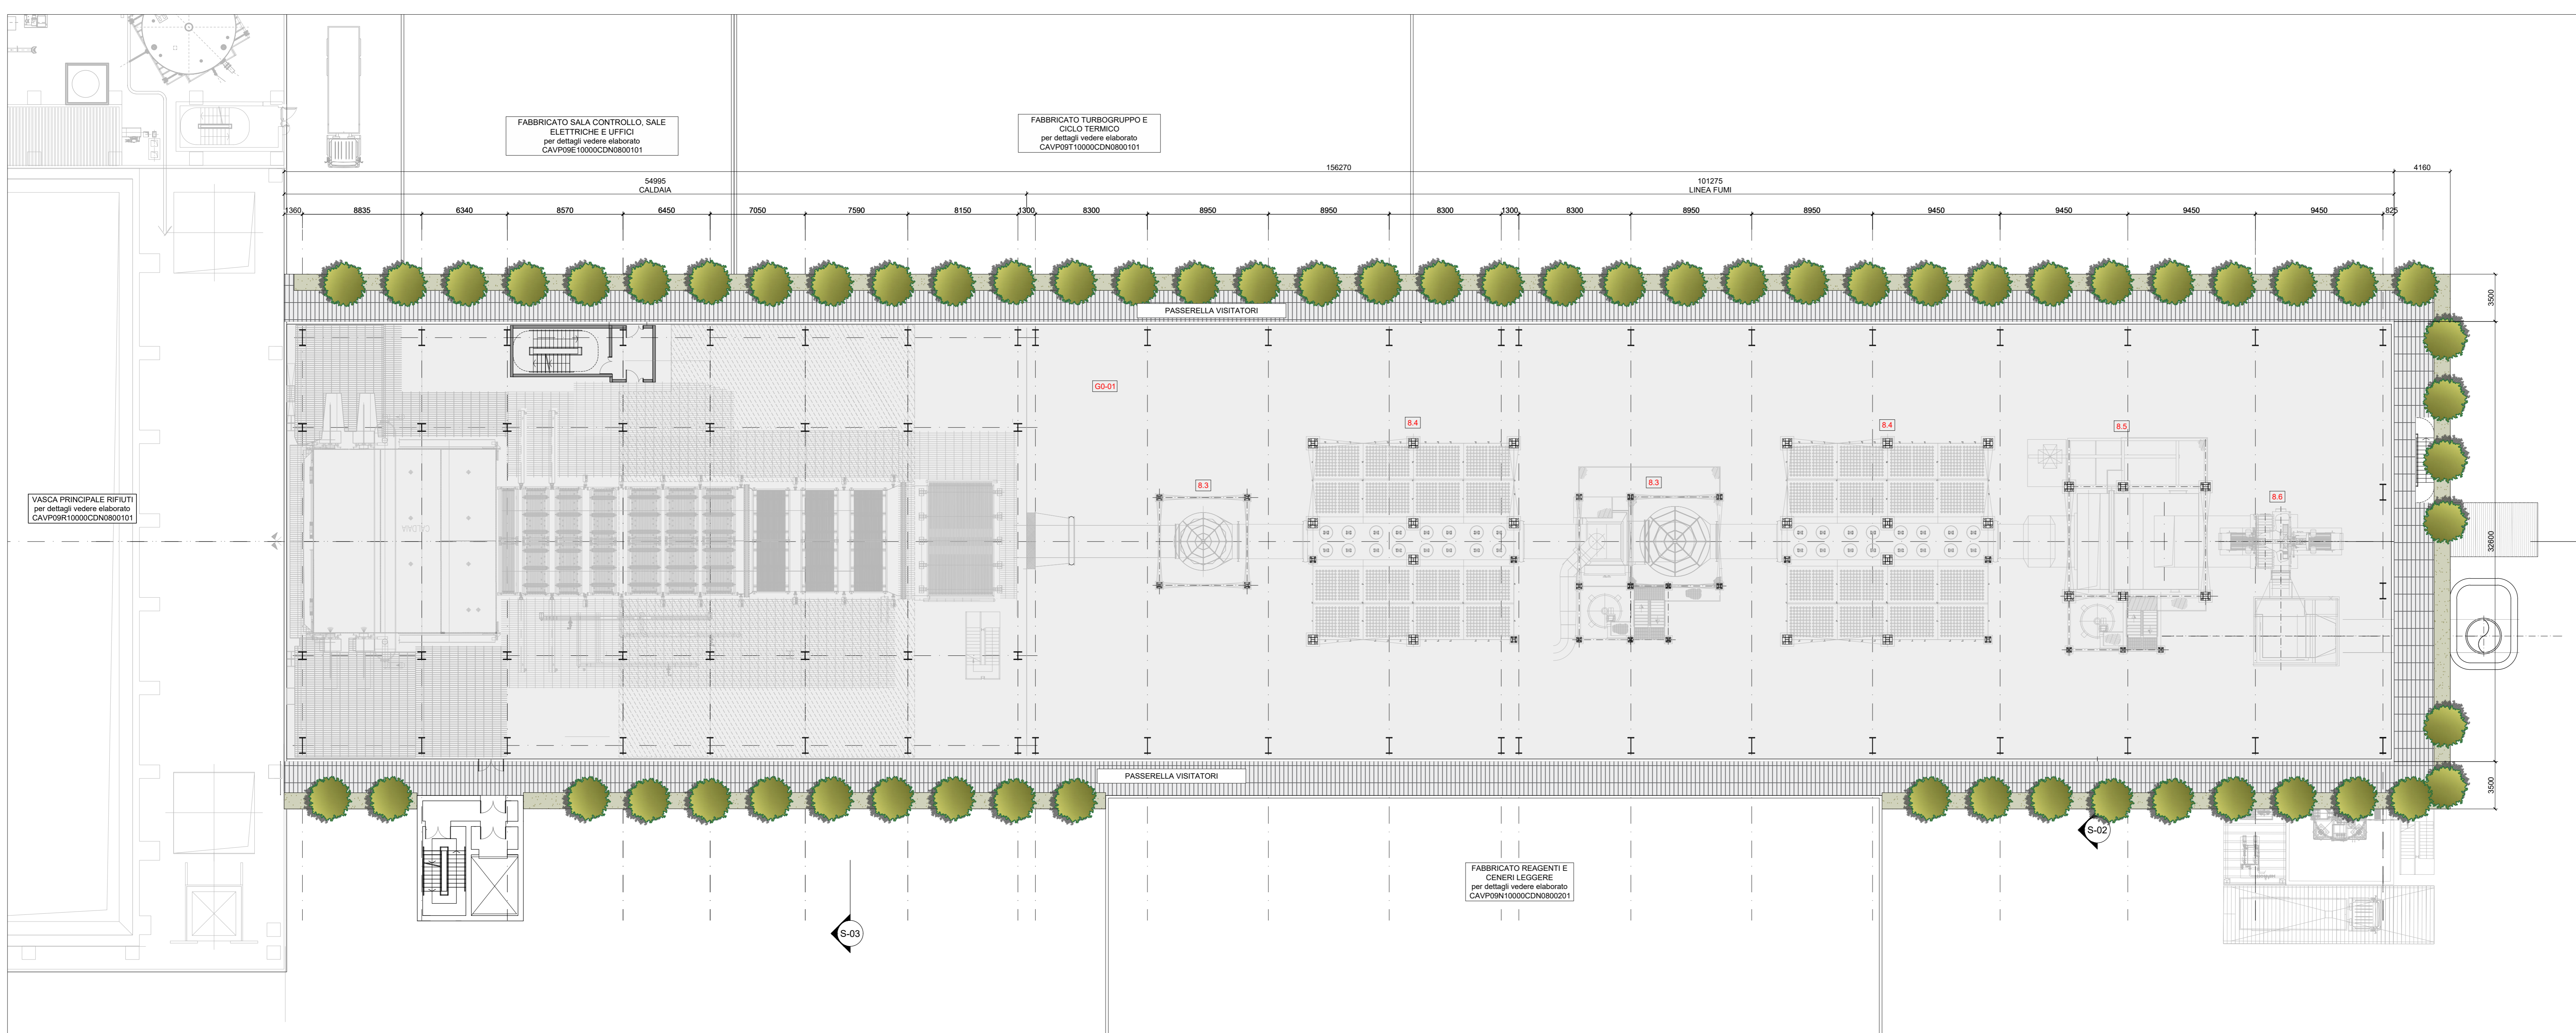 FABBRICATO SALA CONTROLLO, SALE
ELETTRICHE E UFFICI
per dettagli vedere elaborato
CAVP09E10000CDN0800101
FABBRICATO TURBOGRUPPO E
CICLO TERMICO
per dettagli vedere elaborato
CAVP09T10000CDN0800101
156270
4160
54995
CALDAIA
101275
LINEA FUMI
1360
8835
6340
8570
6450
7050
7590
8150
1300
8300
8950
8950
8300
1300
8300
8950
8950
9450
9450
9450
9450
825
3500
PASSERELLA VISITATORI
G0-01
8.4
8.4
8.5
8.3
8.3
8.6
VASCA PRINCIPALE RIFIUTI
per dettagli vedere elaborato
CAVP09R10000CDN0800101
CALDAIA
32600
PASSERELLA VISITATORI
3500
S-02
FABBRICATO REAGENTI E
CENERI LEGGERE
per dettagli vedere elaborato
CAVP09N10000CDN0800201
S-03